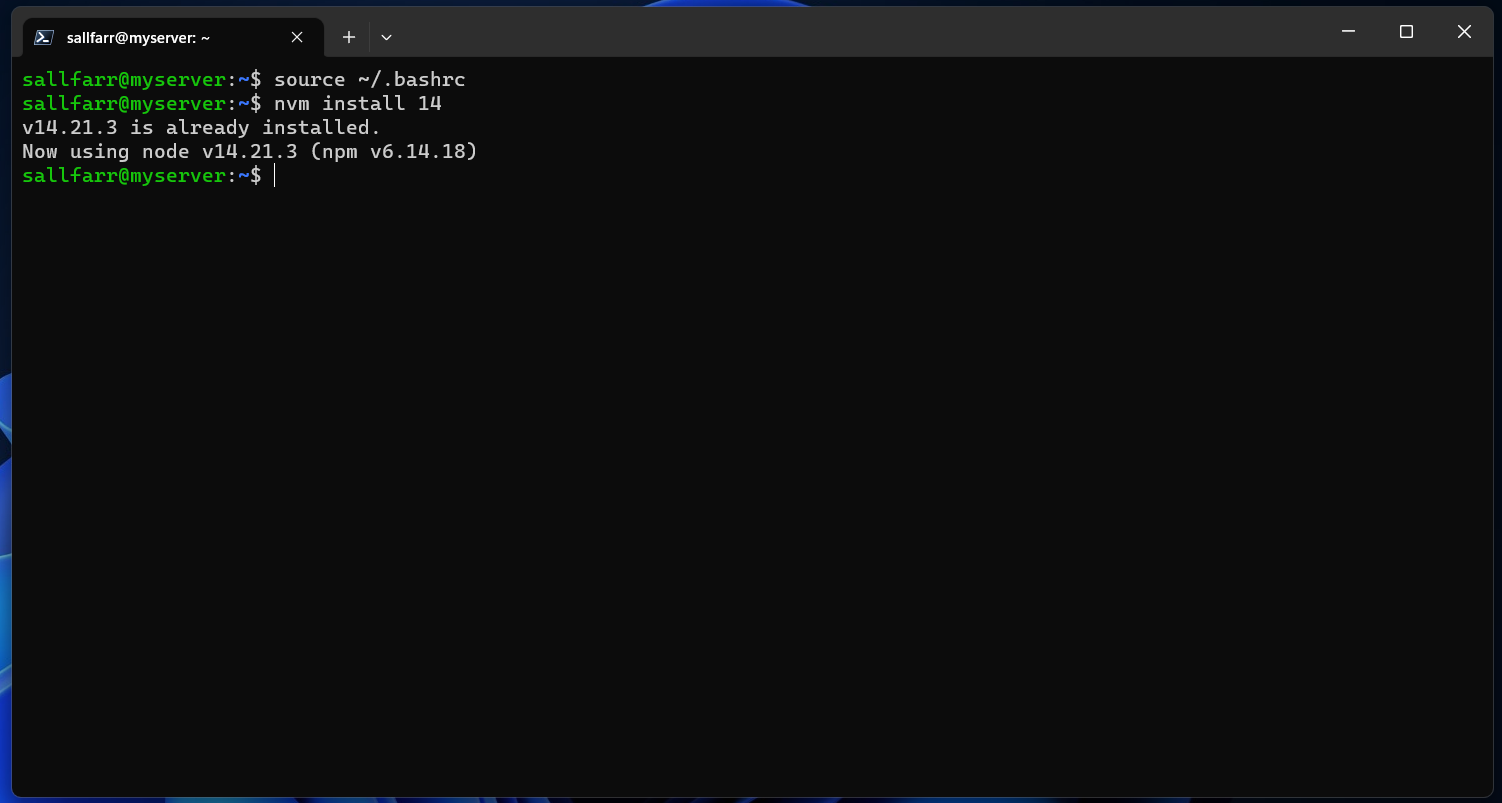 sallfarr@myserver: ~
sallfarr@myserver:~$ source ~/.bashrc
sallfarr@myserver:~$ nvm install 14
v14.21.3 is already installed.
Now using node v14.21.3 (npm v6.14.18)
sallfarr@myserver:~$